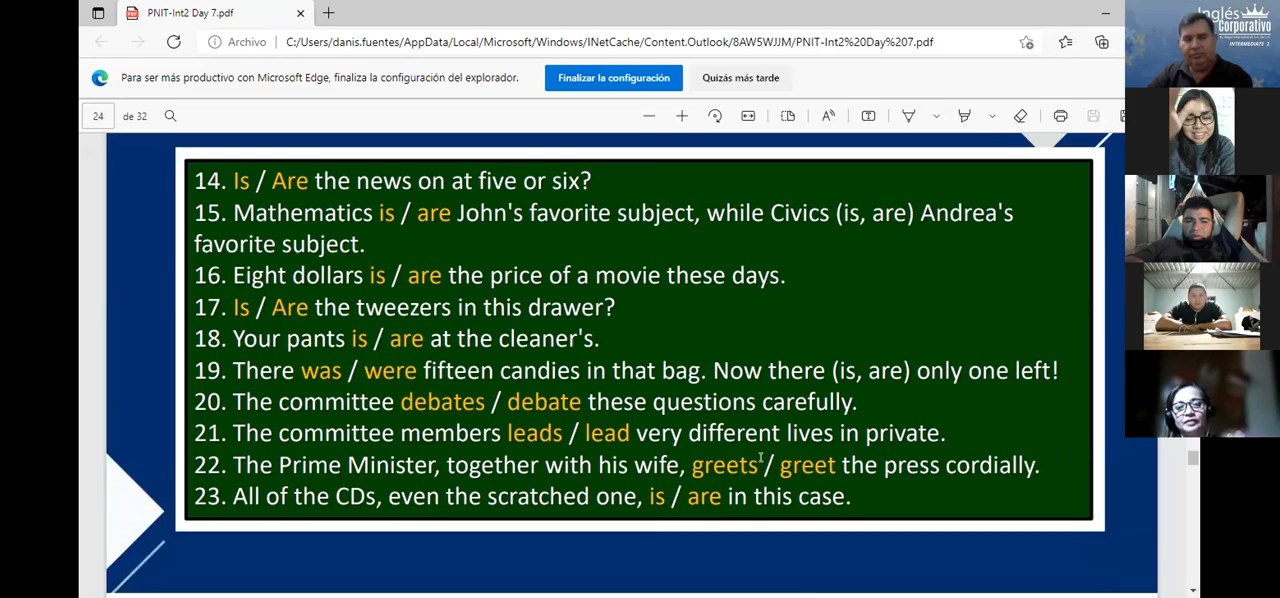 PNIT-Int2 Day 7.pdf
Archivo
C:/Users/danis.fuentes/AppData/Local/Microsoft/Windows/INetCache/Content.Outlook/8AW5WJJM/PNIT-Int2%20Day%207.pdf
Para ser más productivo con Microsoft Edge, finaliza la configuración del explorador.
Finalizar la configuración
Quizás más tarde
24 de 32
14. Is / Are the news on at five or six?
15. Mathematics is / are John's favorite subject, while Civics (is, are) Andrea's
favorite subject.
16. Eight dollars is / are the price of a movie these days.
17. Is / Are the tweezers in this drawer?
18. Your pants is / are at the cleaner's.
19. There was / were fifteen candies in that bag. Now there (is, are) only one left!
20. The committee debates / debate these questions carefully.
21. The committee members leads / lead very different lives in private.
22. The Prime Minister, together with his wife, greets / greet the press cordially.
23. All of the CDs, even the scratched one, is / are in this case.
Inglés
Corporativo
INTERMEDIATE 2